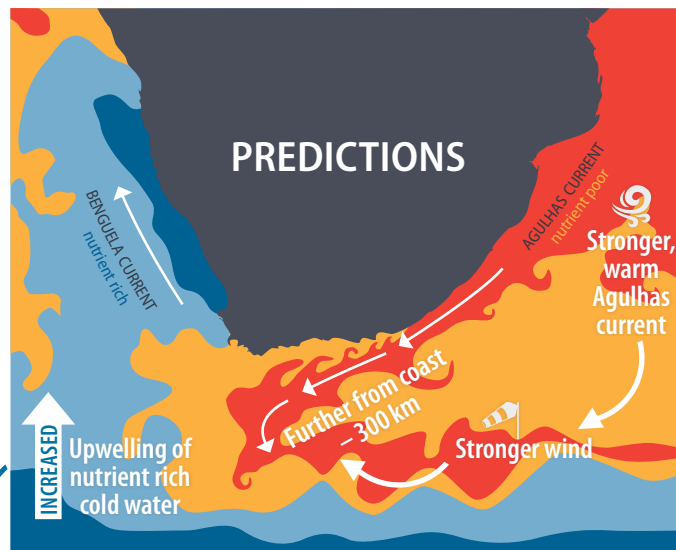 PREDICTIONS
BENGUELA CURRENT
nutrient rich
AGULHAS CURRENT
nutrient poor
Stronger,
warm
Agulhas
current
Further from coast
– 300 km
Stronger wind
INCREASED
Upwelling of
nutrient rich
cold water